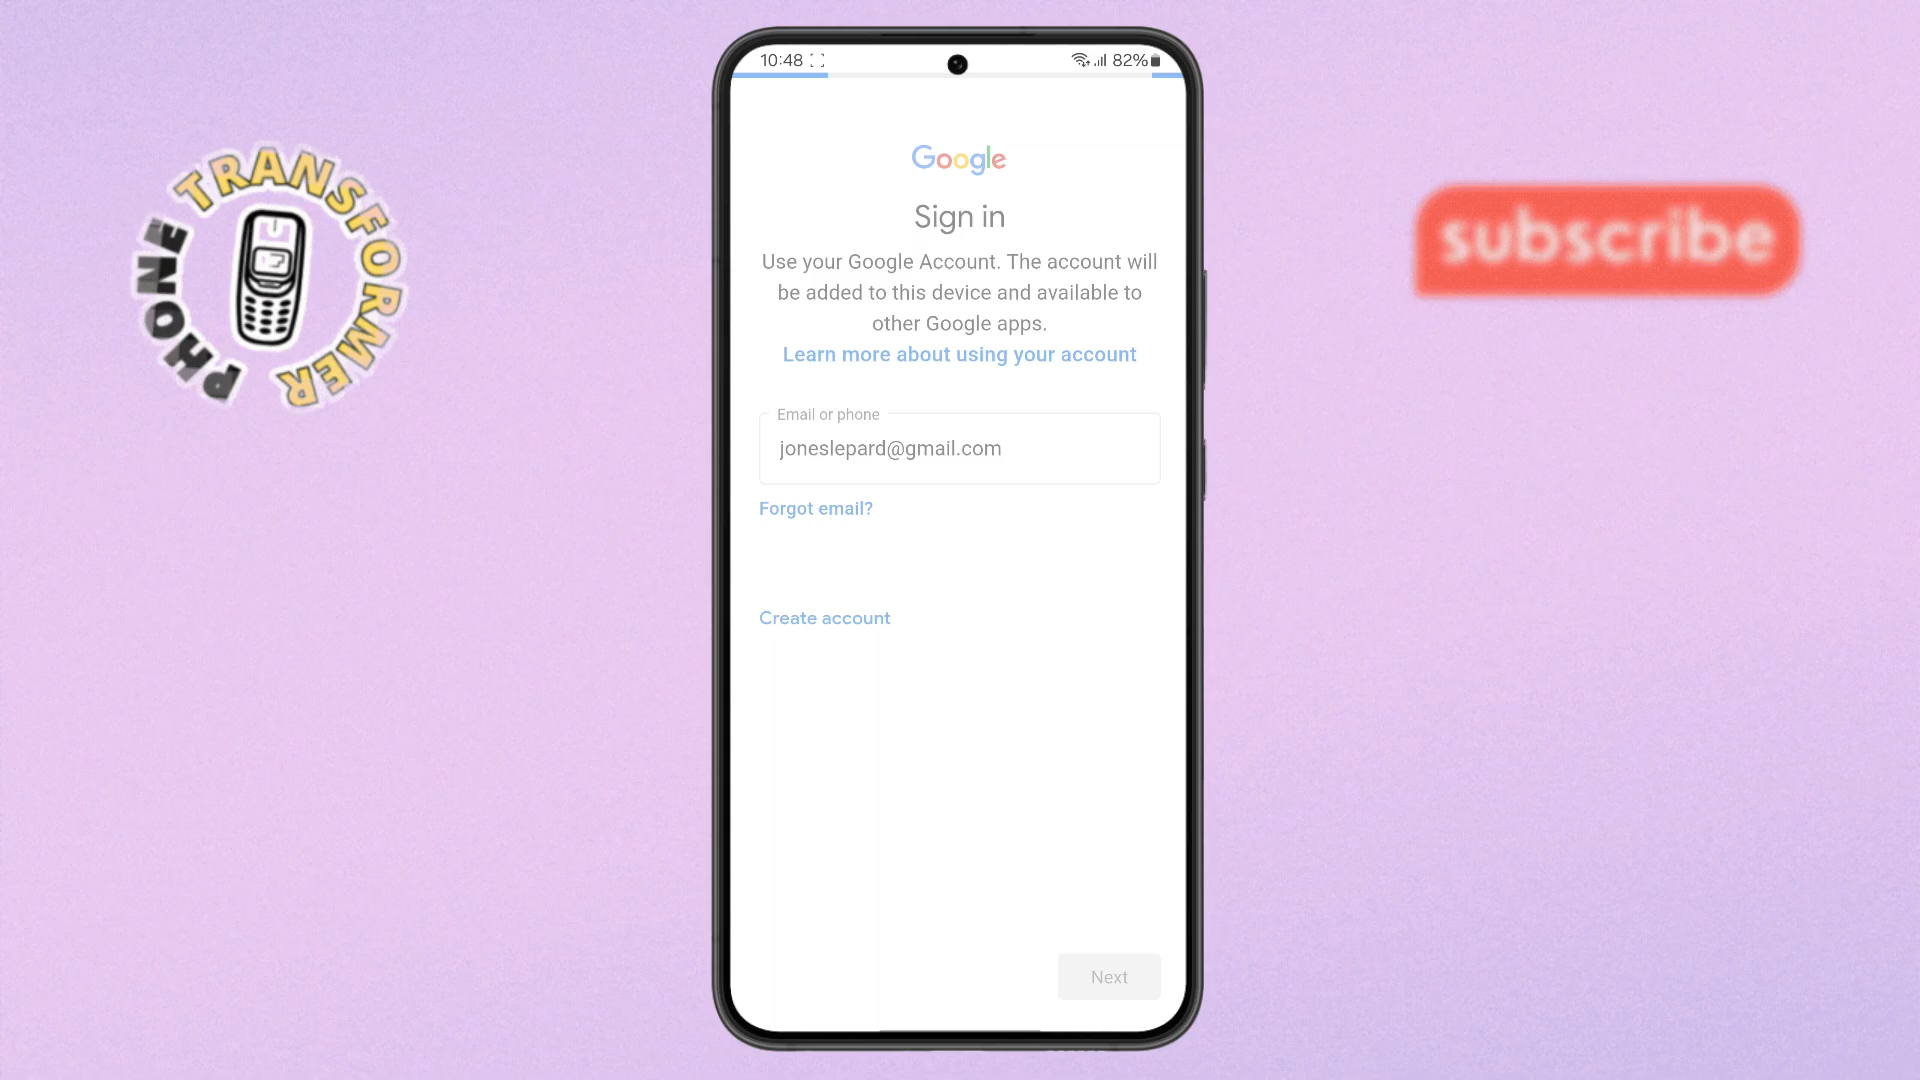 PHONE TRANSFORMER
subscribe
10:48
82%
Google
Sign in
Use your Google Account. The account will
be added to this device and available to
other Google apps.
Learn more about using your account
Email or phone
joneslepard@gmail.com
Forgot email?
Create account
Next